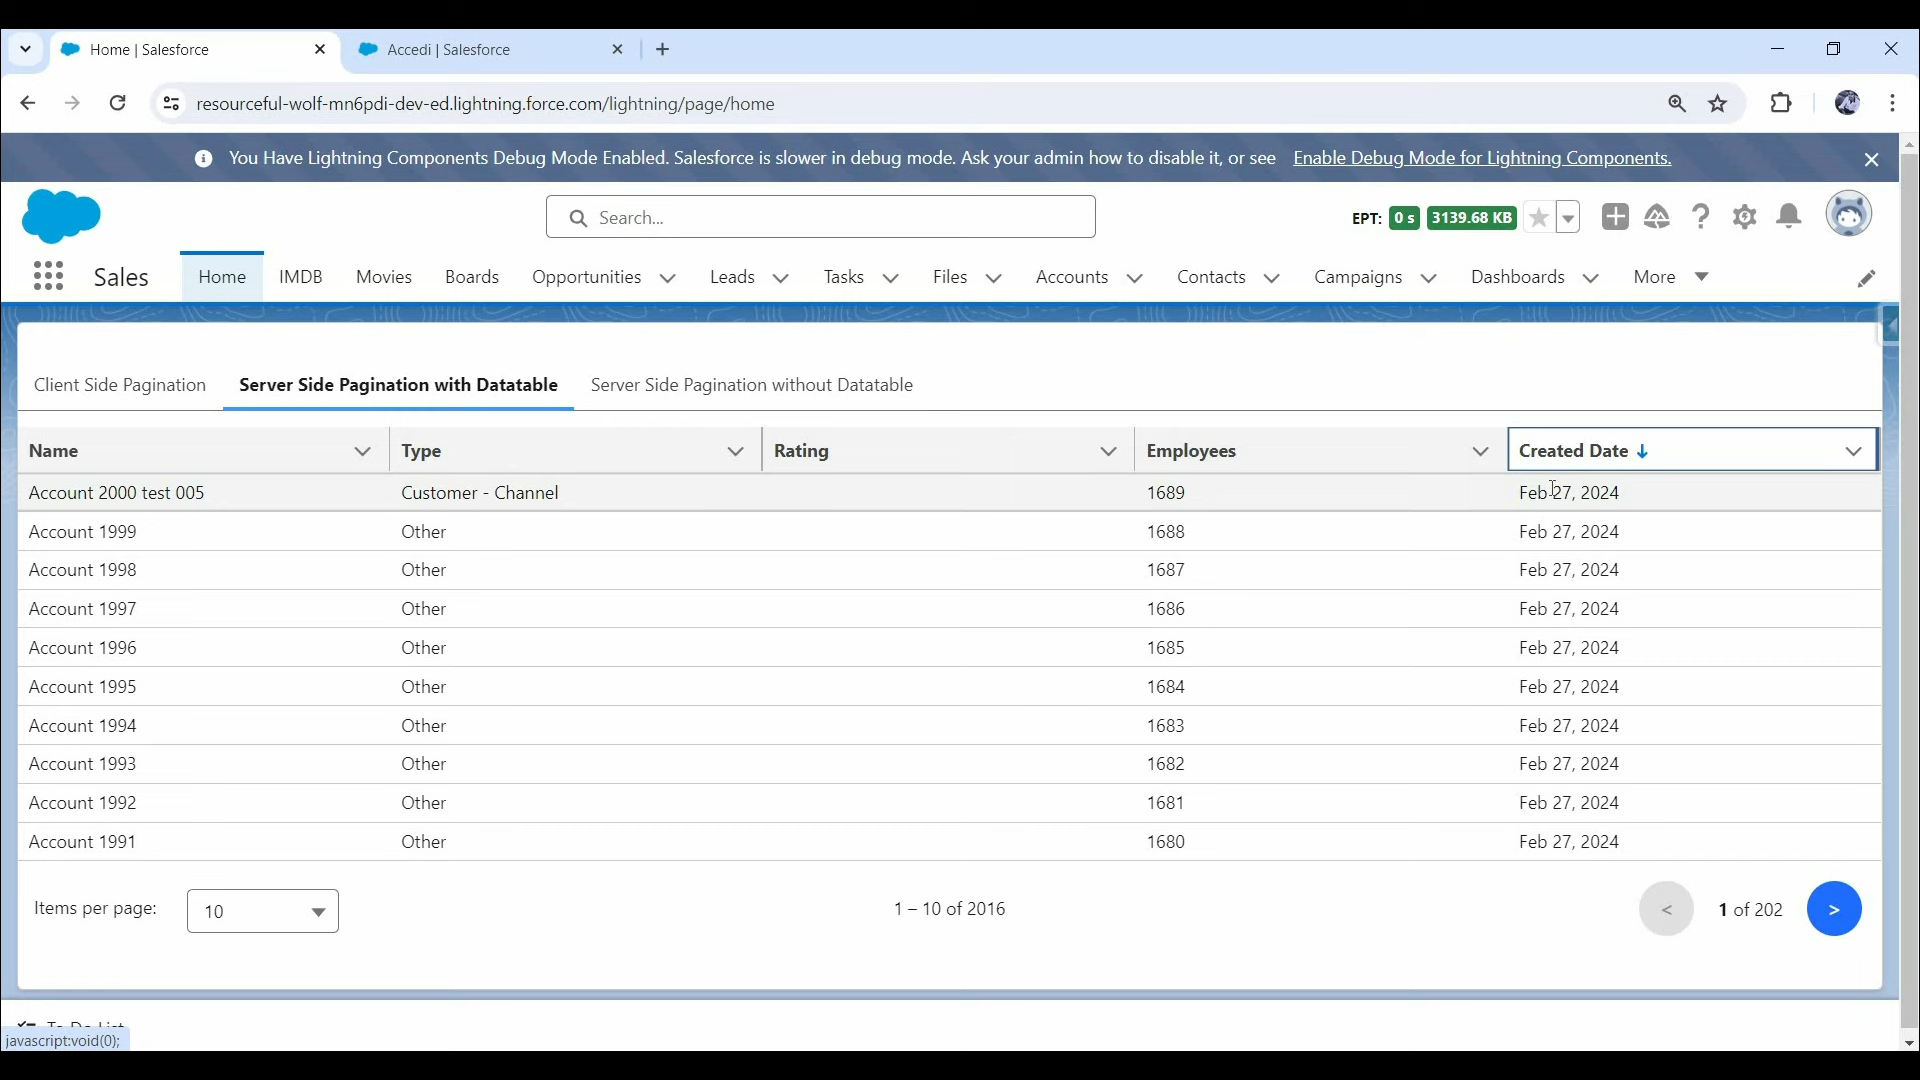 Home | Salesforce
Accedi | Salesforce
resourceful-wolf-mn6pdi-dev-ed.lightning.force.com/lightning/page/home
You Have Lightning Components Debug Mode Enabled. Salesforce is slower in debug mode. Ask your admin how to disable it, or see Enable Debug Mode for Lightning Components.
Search...
EPT: 0 s 3139.68 KB
Sales Home IMDB Movies Boards Opportunities Leads Tasks Files Accounts Contacts Campaigns Dashboards More
Client Side Pagination Server Side Pagination with Datatable Server Side Pagination without Datatable
Name Type Rating Employees Created Date
Account 2000 test 005 Customer - Channel 1689 Feb 27, 2024
Account 1999 Other 1688 Feb 27, 2024
Account 1998 Other 1687 Feb 27, 2024
Account 1997 Other 1686 Feb 27, 2024
Account 1996 Other 1685 Feb 27, 2024
Account 1995 Other 1684 Feb 27, 2024
Account 1994 Other 1683 Feb 27, 2024
Account 1993 Other 1682 Feb 27, 2024
Account 1992 Other 1681 Feb 27, 2024
Account 1991 Other 1680 Feb 27, 2024
Items per page: 10 1 – 10 of 2016 < 1 of 202 >
To Do List
javascript:void(0);